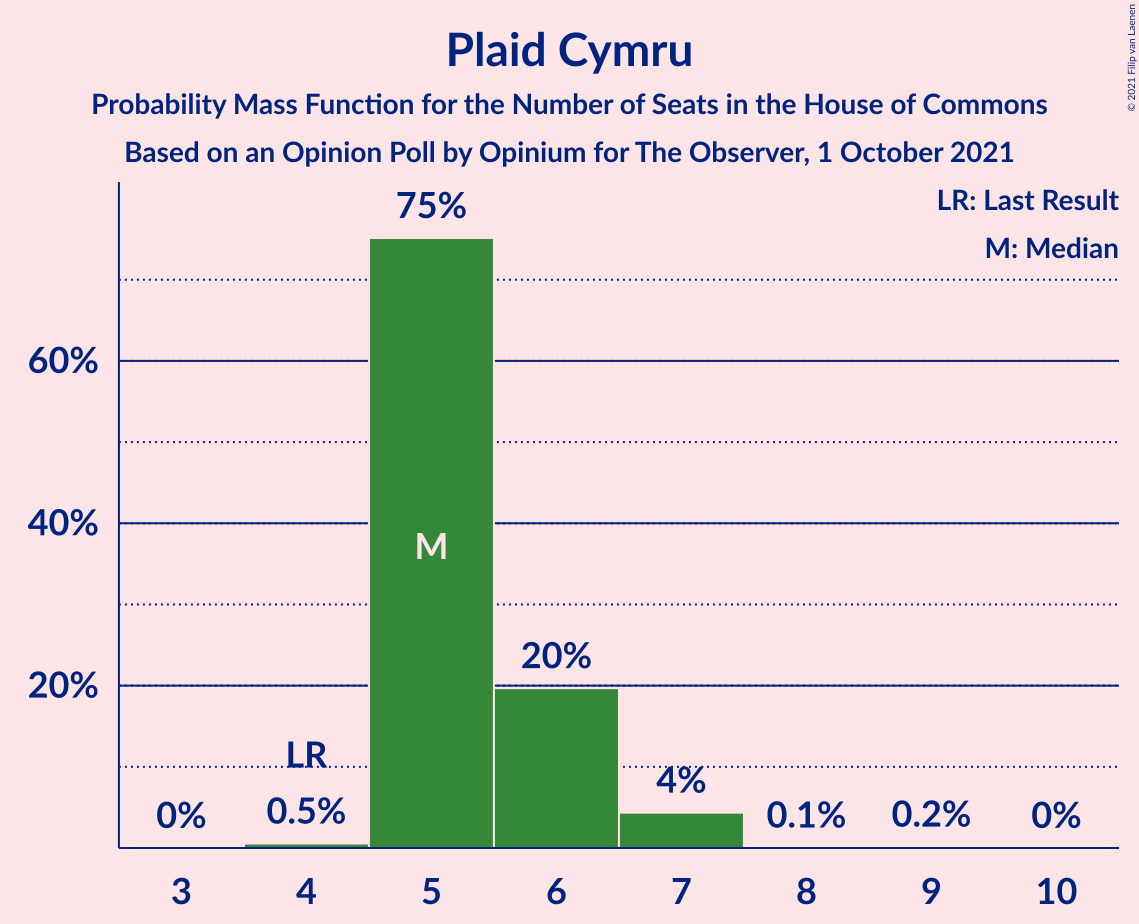 Plaid Cymru
Probability Mass Function for the Number of Seats in the House of Commons
Based on an Opinion Poll by Opinium for The Observer, 1 October 2021
© 2021 Filip van Laenen
LR: Last Result
M: Median
75%
60%
40%
M
20%
20%
LR
0%
0.5%
4%
0.1%
0.2%
0%
3 4 5 6 7 8 9 10